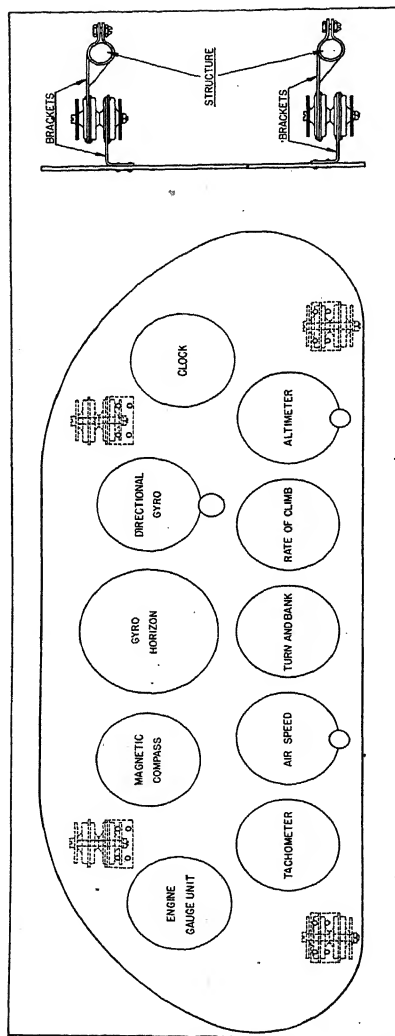 ENGINE
GAUGE UNIT
MAGNETIC
COMPASS
GYRO
HORIZON
DIRECTIONAL
GYRO
CLOCK
TACHOMETER
AIR SPEED
TURN AND BANK
RATE OF CLIMB
ALTIMETER
BRACKETS
STRUCTURE
BRACKETS